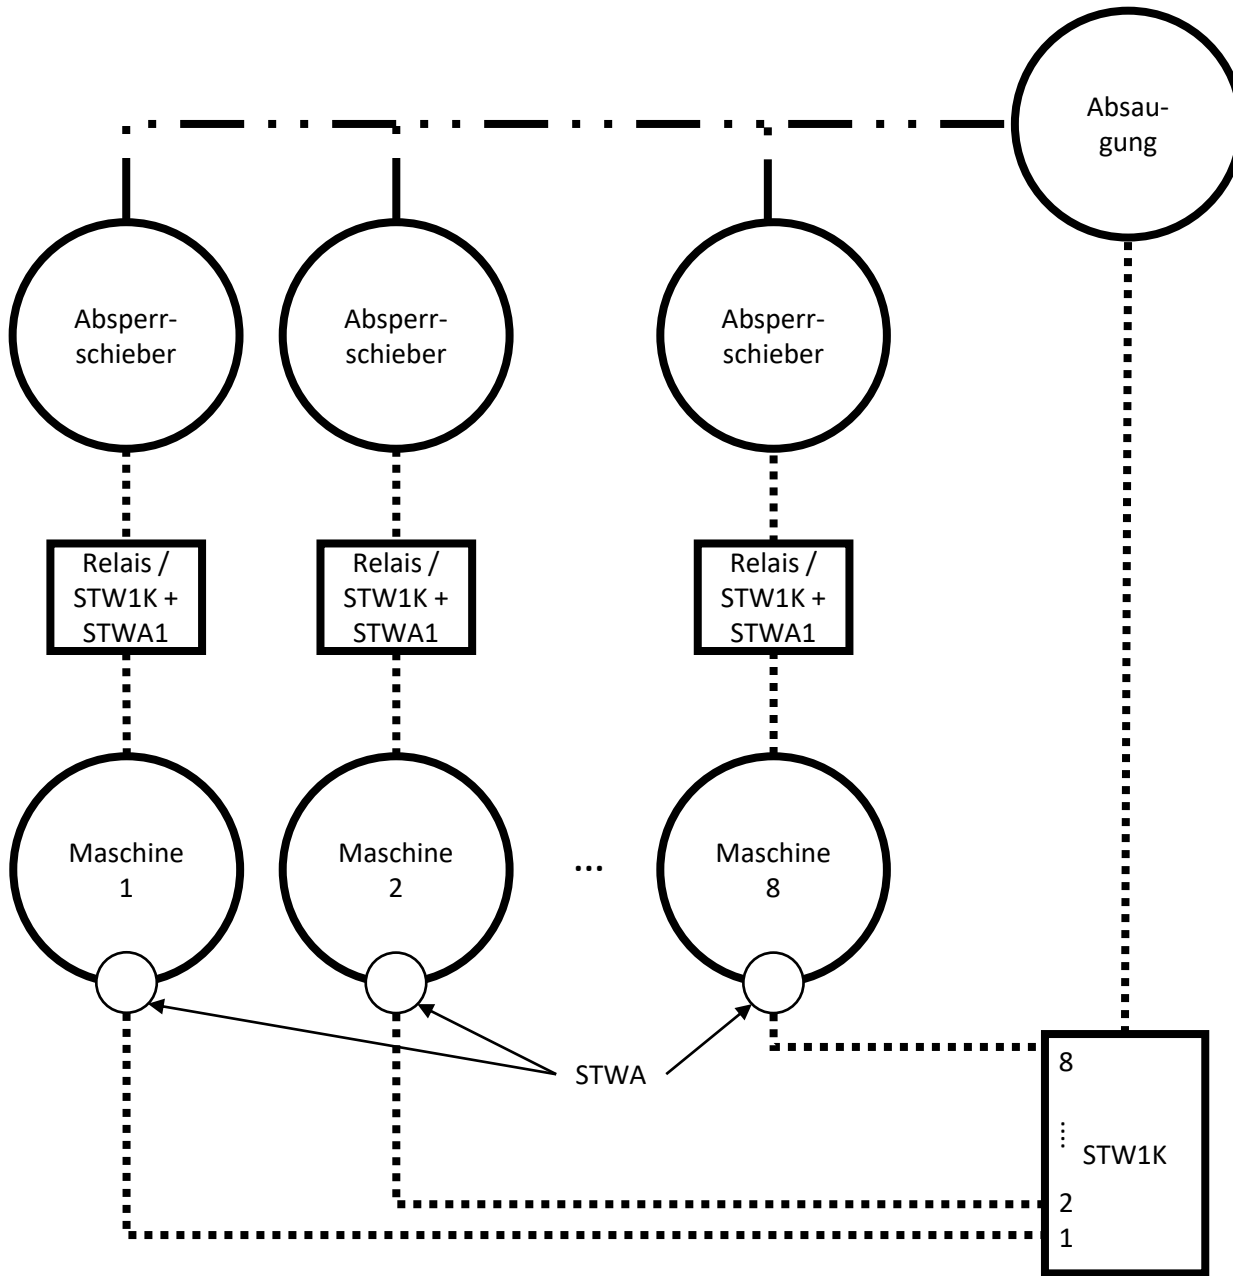 Absau-
gung
Absperr-
schieber
Absperr-
schieber
Absperr-
schieber
Relais /
STW1K +
STWA1
Relais /
STW1K +
STWA1
Relais /
STW1K +
STWA1
Maschine
1
Maschine
2
...
Maschine
8
STWA
8
...
STW1K
2
1